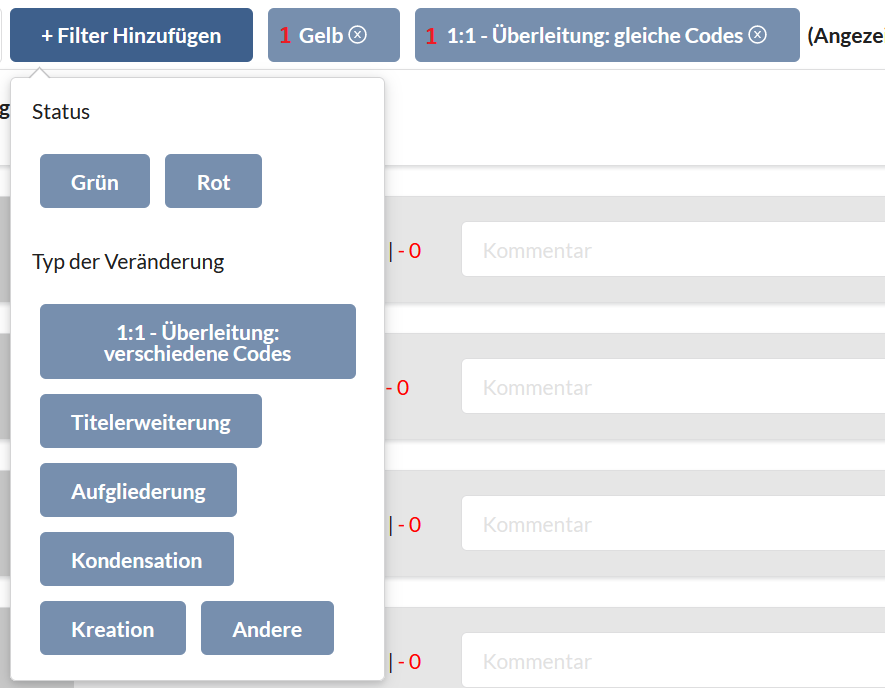 + Filter Hinzufügen
1 Gelb
1 1:1 - Überleitung: gleiche Codes
(Angeze
g
Status
Grün
Rot
Typ der Veränderung
1:1 - Überleitung:
verschiedene Codes
Titelerweiterung
Aufgliederung
Kondensation
Kreation
Andere
| - 0
Kommentar
- 0
Kommentar
| - 0
Kommentar
| - 0
Kommentar